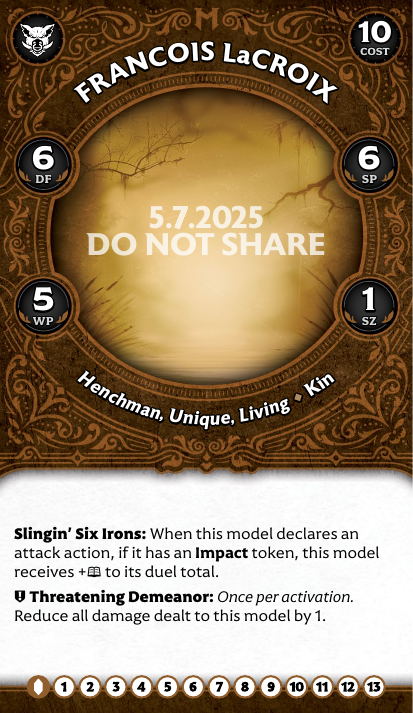 10
COST
FRANCOIS LaCROIX
6
DF
6
SP
5.7.2025
DO NOT SHARE
5
WP
1
SZ
Henchman, Unique, Living ◆ Kin
Slingin’ Six Irons: When this model declares an
attack action, if it has an Impact token, this model
receives + to its duel total.
Threatening Demeanor: Once per activation.
Reduce all damage dealt to this model by 1.
1 2 3 4 5 6 7 8 9 10 11 12 13